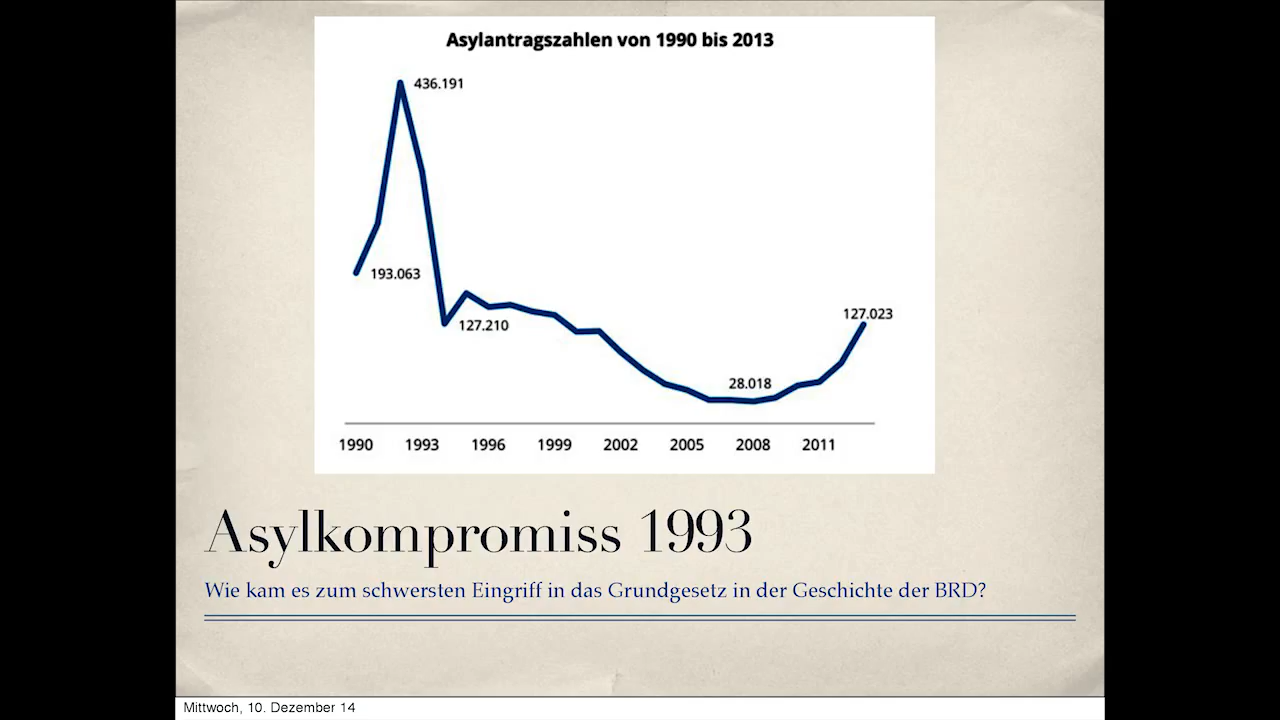 Asylantragszahlen von 1990 bis 2013
436.191
193.063
127.210
28.018
127.023
1990 1993 1996 1999 2002 2005 2008 2011
Asylkompromiss 1993
Wie kam es zum schwersten Eingriff in das Grundgesetz in der Geschichte der BRD?
Mittwoch, 10. Dezember 14